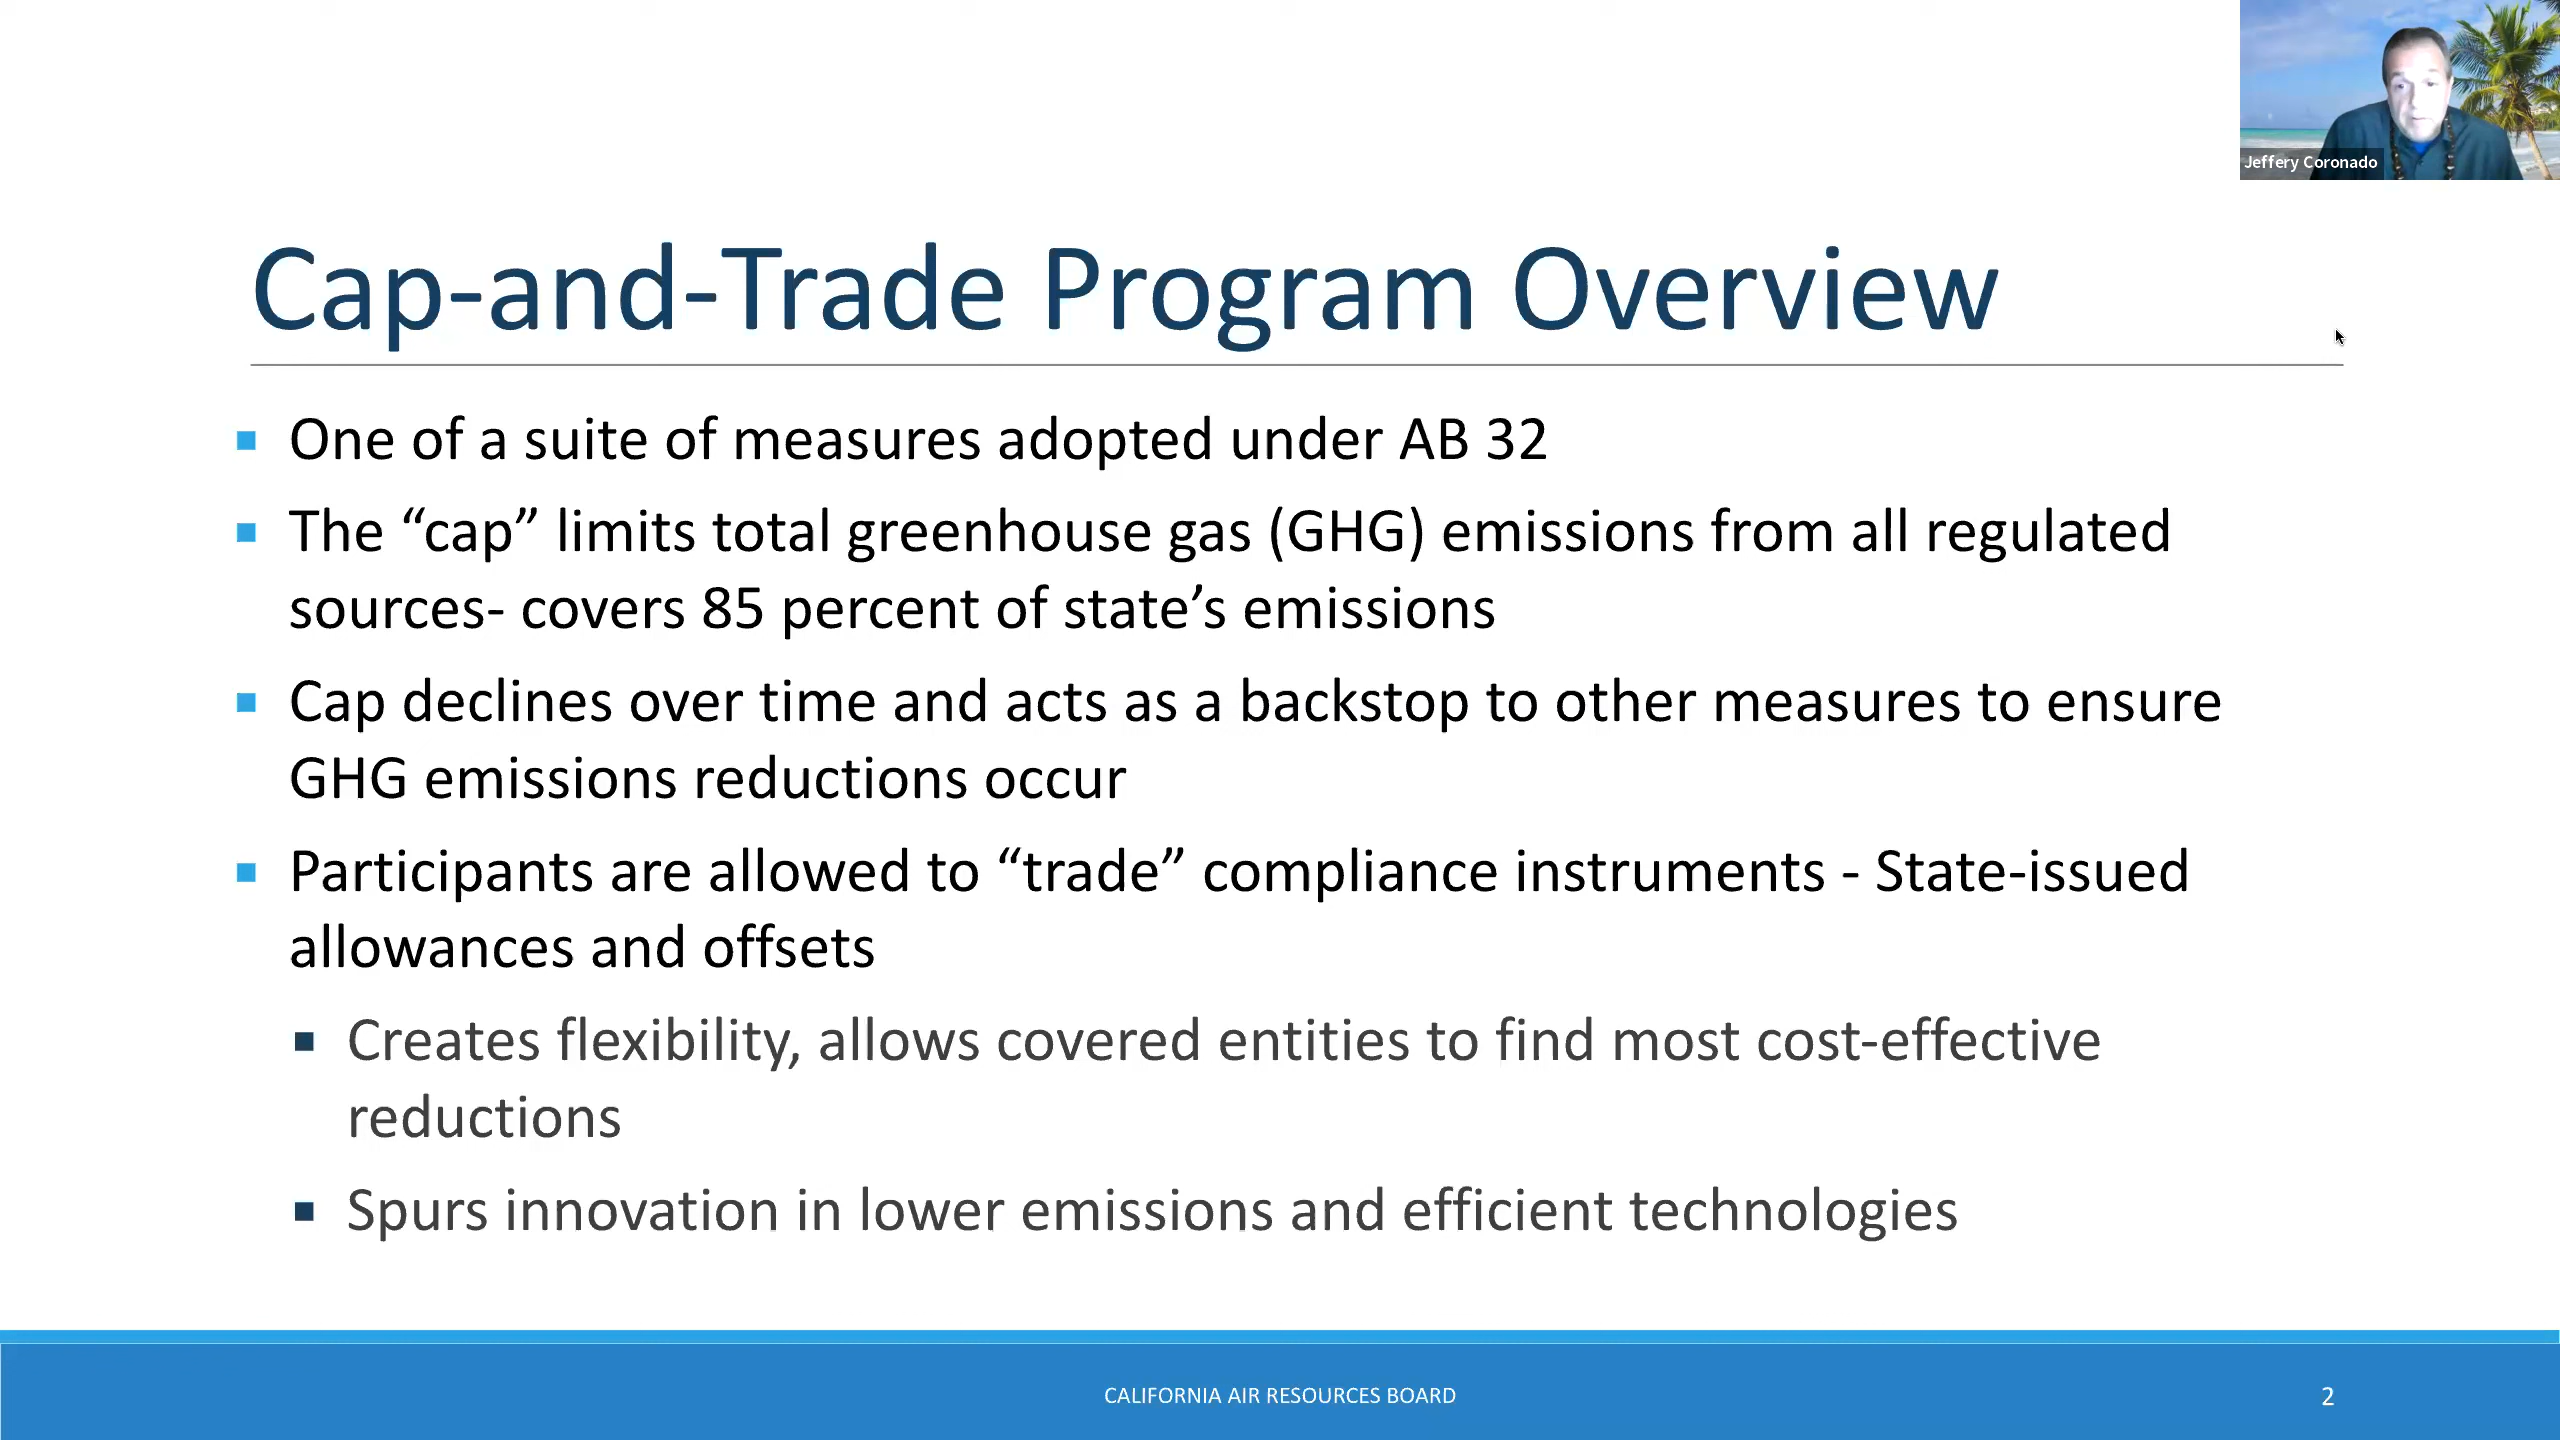 Jeffery Coronado
Cap-and-Trade Program Overview
One of a suite of measures adopted under AB 32
The “cap” limits total greenhouse gas (GHG) emissions from all regulated
sources- covers 85 percent of state’s emissions
Cap declines over time and acts as a backstop to other measures to ensure
GHG emissions reductions occur
Participants are allowed to “trade” compliance instruments - State-issued
allowances and offsets
Creates flexibility, allows covered entities to find most cost-effective
reductions
Spurs innovation in lower emissions and efficient technologies
CALIFORNIA AIR RESOURCES BOARD
2